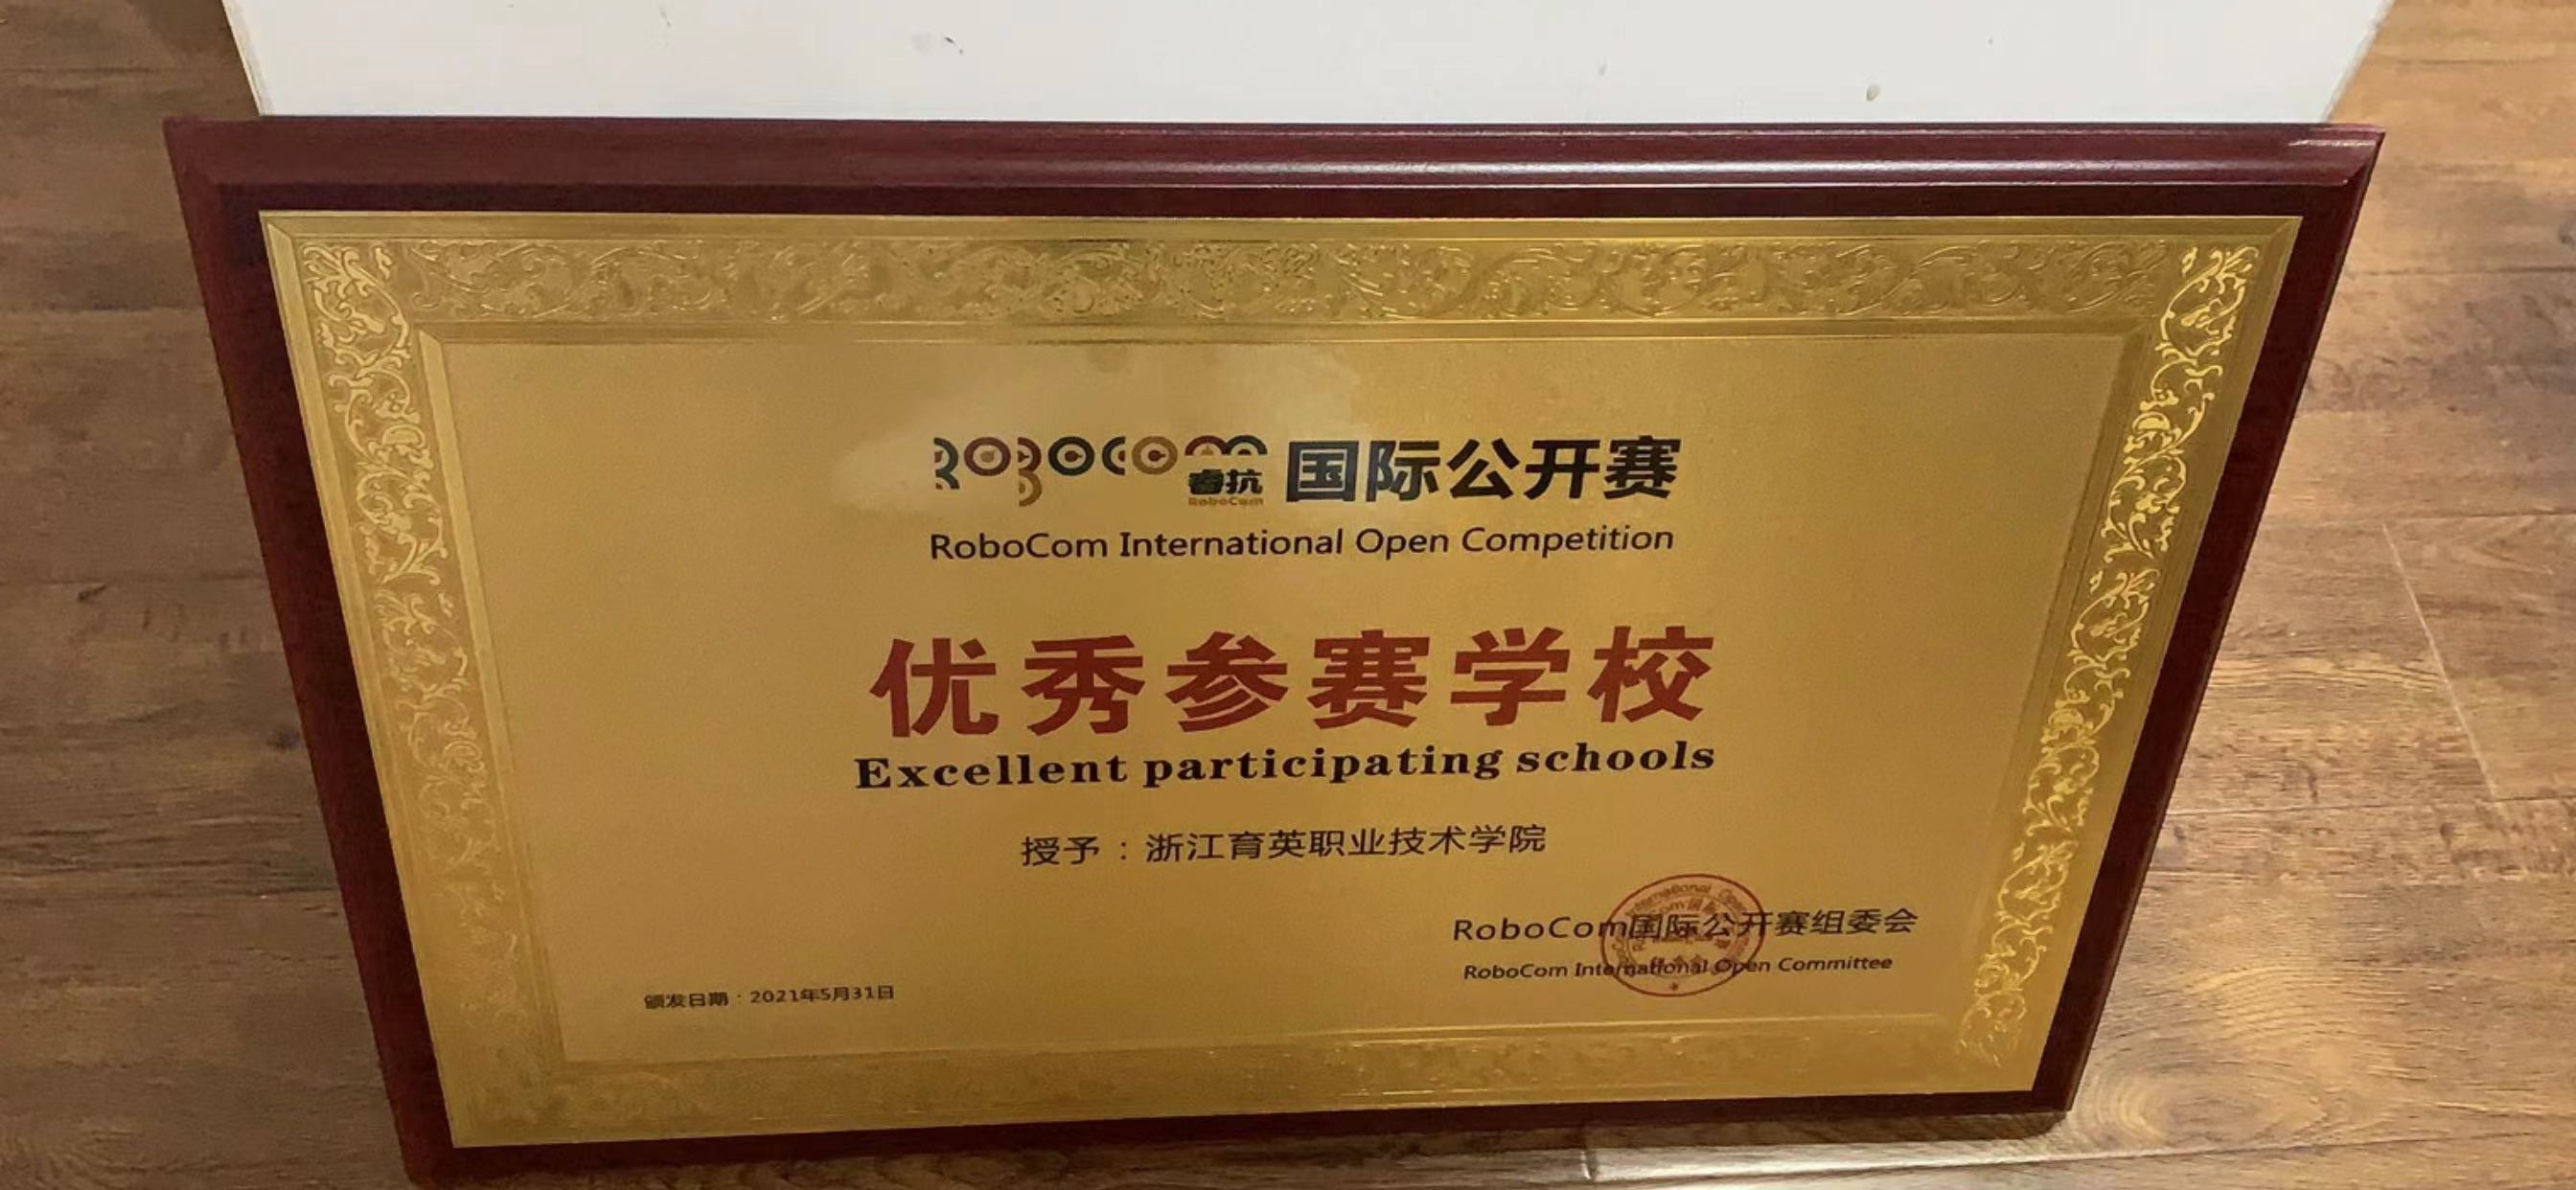 ROBOCOM 睿抗 RoboCom 国际公开赛
RoboCom International Open Competition
优秀参赛学校
Excellent participating schools
授予：浙江育英职业技术学院
RoboCom国际公开赛组委会
RoboCom International Open Committee
颁发日期：2021年5月31日